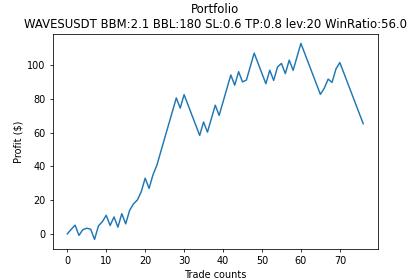 Portfolio
WAVESUSDT BBM:2.1 BBL:180 SL:0.6 TP:0.8 lev:20 WinRatio:56.0
100
80
60
40
20
0
Profit ($)
0 10 20 30 40 50 60 70
Trade counts